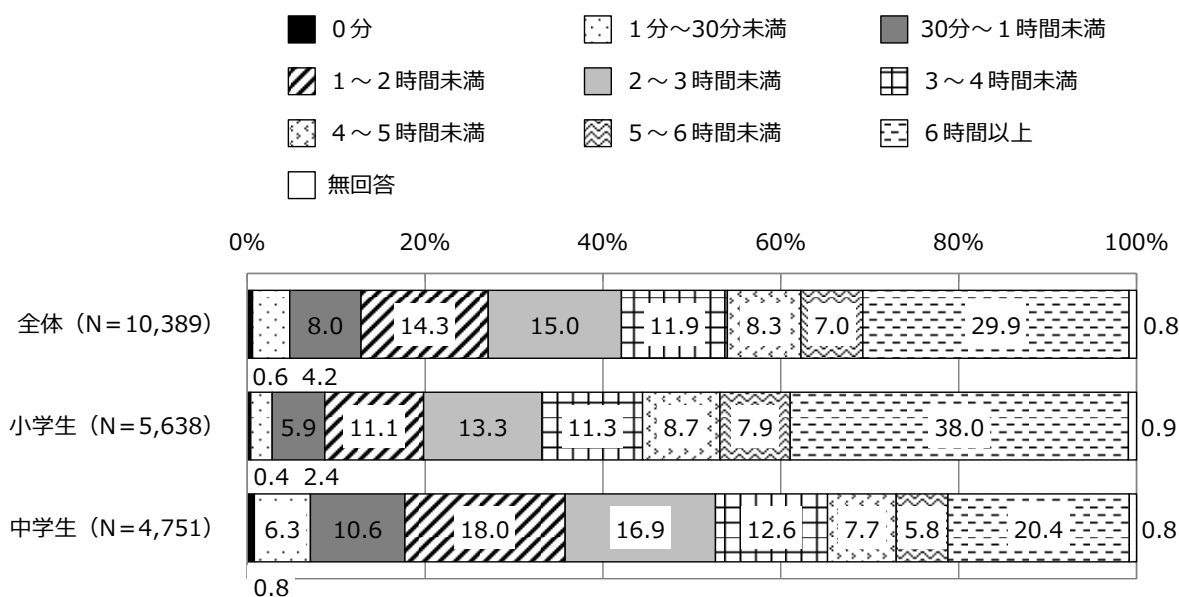 0分 1分～30分未満 30分～1時間未満
1～2時間未満 2～3時間未満 3～4時間未満
4～5時間未満 5～6時間未満 6時間以上
無回答
0% 20% 40% 60% 80% 100%
全体（N＝10,389） 8.0 14.3 15.0 11.9 8.3 7.0 29.9 0.8
0.6 4.2
小学生（N＝5,638） 5.9 11.1 13.3 11.3 8.7 7.9 38.0 0.9
0.4 2.4
中学生（N＝4,751） 6.3 10.6 18.0 16.9 12.6 7.7 5.8 20.4 0.8
0.8